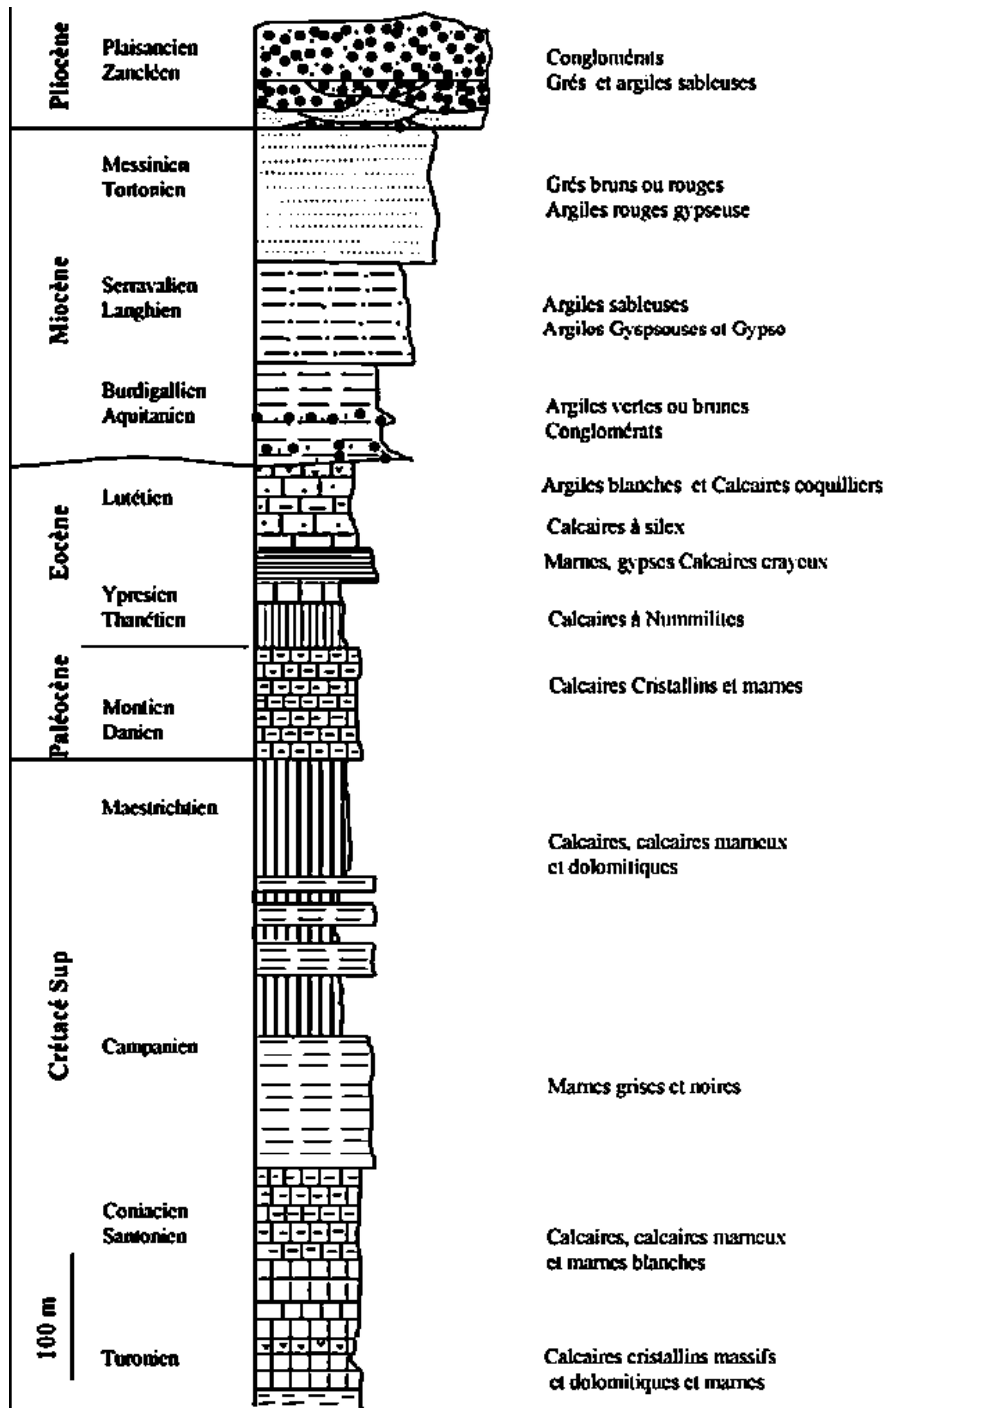 Pliocène
Plaisancien
Zancléen
Conglomérats
Grés et argiles sableuses
Miocène
Messinien
Tortonien
Grés bruns ou rouges
Argiles rouges gypseuse
Serravalien
Langhien
Argiles sableuses
Argiles Gyspseuses et Gypse
Burdigallien
Aquitanien
Argiles vertes ou brunes
Conglomérats
Eocène
Lutétien
Argiles blanches et Calcaires coquilliers
Calcaires à silex
Marnes, gypses Calcaires crayeux
Ypresien
Thanétien
Calcaires à Nummilites
Paléocène
Calcaires Cristallins et marnes
Montien
Danien
Crétacé Sup
Maestrichtien
Calcaires, calcaires marneux
et dolomitiques
Campanien
Marnes grises et noires
Coniacien
Santonien
Calcaires, calcaires marneux
et marnes blanches
100 m
Turonien
Calcaires cristallins massifs
et dolomitiques et marnes